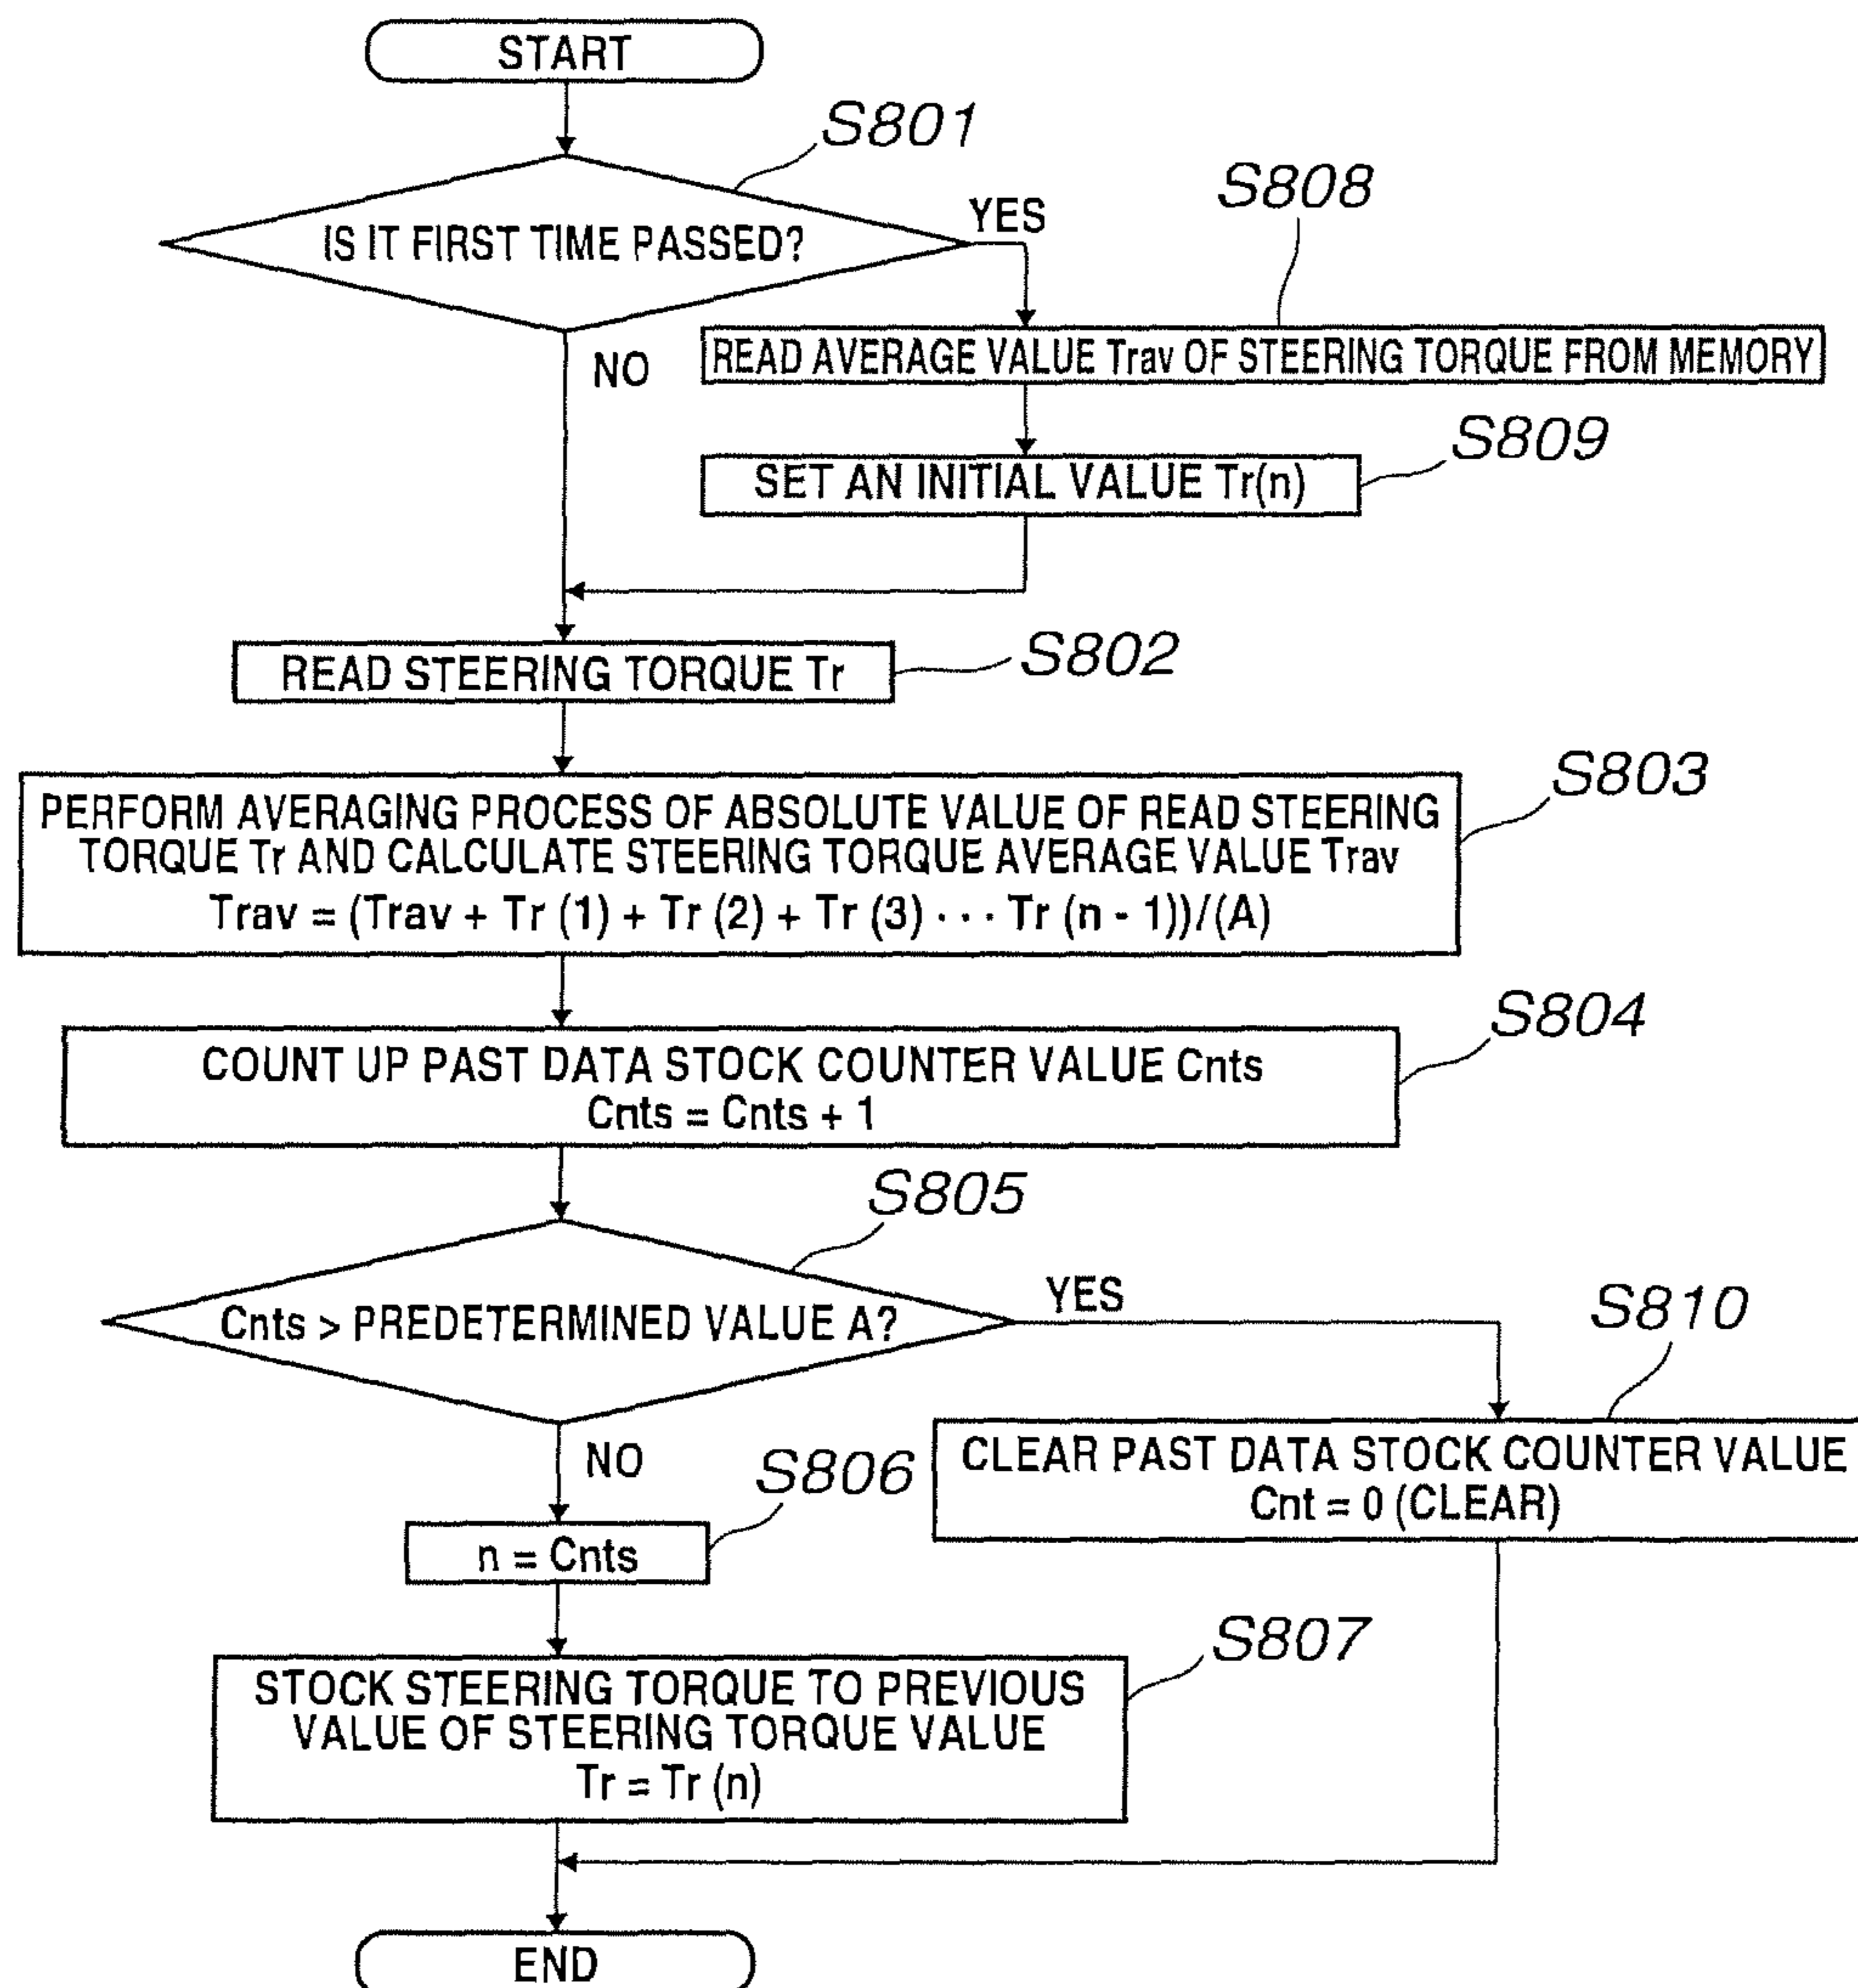 START
S801
IS IT FIRST TIME PASSED?
YES
S808
NO
READ AVERAGE VALUE Trav OF STEERING TORQUE FROM MEMORY
S809
SET AN INITIAL VALUE Tr(n)
READ STEERING TORQUE Tr
S802
S803
PERFORM AVERAGING PROCESS OF ABSOLUTE VALUE OF READ STEERING
TORQUE Tr AND CALCULATE STEERING TORQUE AVERAGE VALUE Trav
Trav = (Trav + Tr (1) + Tr (2) + Tr (3) ··· Tr (n - 1))/(A)
S804
COUNT UP PAST DATA STOCK COUNTER VALUE Cnts
Cnts = Cnts + 1
S805
Cnts > PREDETERMINED VALUE A?
YES
S810
NO
CLEAR PAST DATA STOCK COUNTER VALUE
Cnt = 0 (CLEAR)
S806
n = Cnts
S807
STOCK STEERING TORQUE TO PREVIOUS
VALUE OF STEERING TORQUE VALUE
Tr = Tr (n)
END